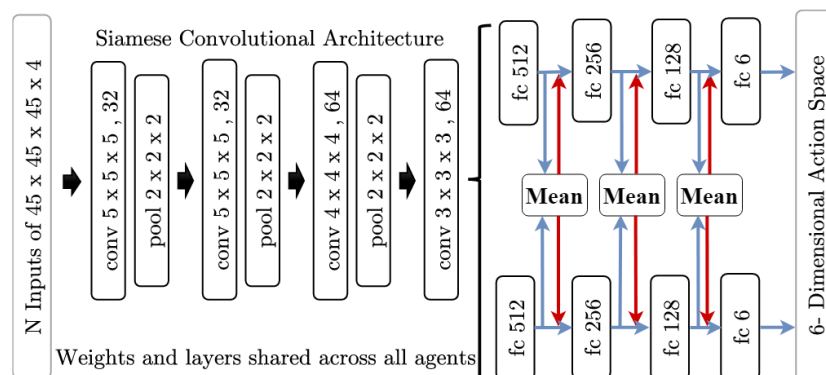 N Inputs of 45 x 45 x 45 x 4
Siamese Convolutional Architecture
conv 5 x 5 x 5 , 32
pool 2 x 2 x 2
conv 5 x 5 x 5 , 32
pool 2 x 2 x 2
conv 4 x 4 x 4 , 64
pool 2 x 2 x 2
conv 3 x 3 x 3 , 64
Weights and layers shared across all agents
fc 512
fc 256
fc 128
fc 6
Mean
Mean
Mean
fc 512
fc 256
fc 128
fc 6
6- Dimensional Action Space